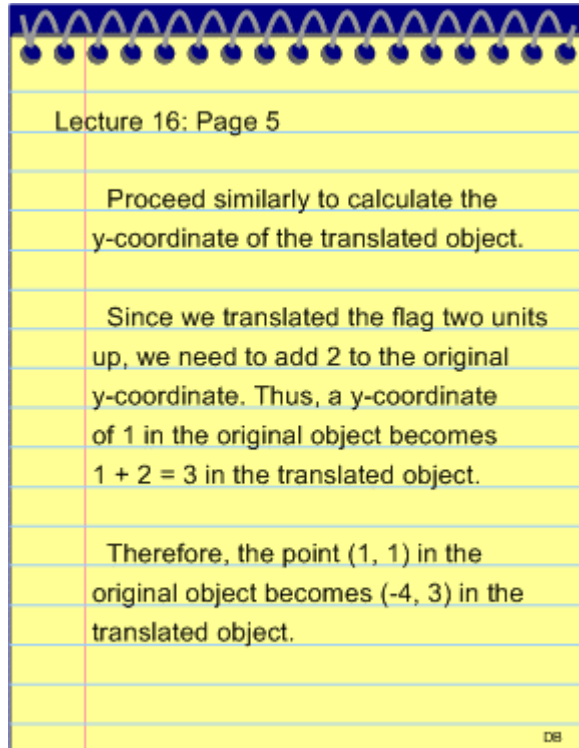 Lecture 16: Page 5
Proceed similarly to calculate the
y-coordinate of the translated object.
Since we translated the flag two units
up, we need to add 2 to the original
y-coordinate. Thus, a y-coordinate
of 1 in the original object becomes
1 + 2 = 3 in the translated object.
Therefore, the point (1, 1) in the
original object becomes (-4, 3) in the
translated object.
DB